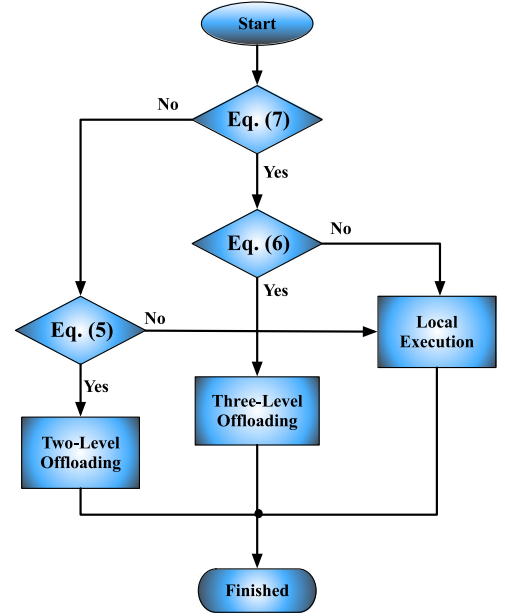 Start
No
Eq. (7)
Yes
Eq. (6)
No
Yes
Eq. (5)
No
Local
Execution
Yes
Three-Level
Offloading
Two-Level
Offloading
Finished